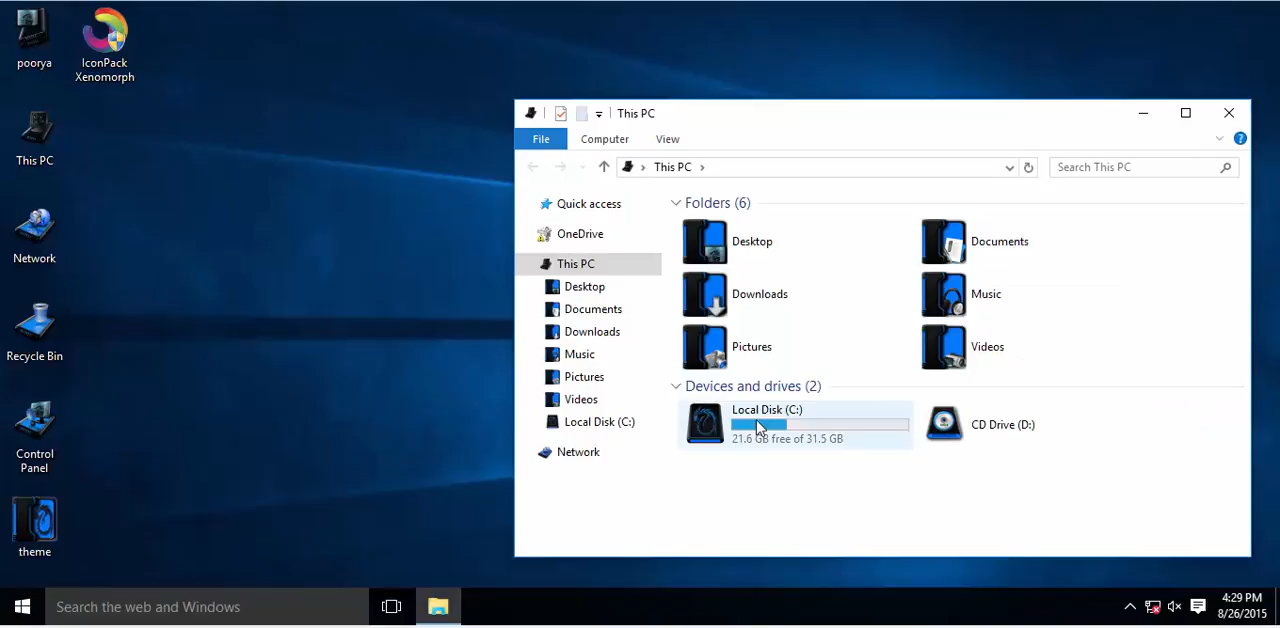 poorya
IconPack
Xenomorph
This PC
Network
Recycle Bin
Control
Panel
theme
This PC
File
Computer
View
?
This PC
Search This PC
Quick access
OneDrive
This PC
Desktop
Documents
Downloads
Music
Pictures
Videos
Local Disk (C:)
Network
Folders (6)
Desktop
Documents
Downloads
Music
Pictures
Videos
Devices and drives (2)
Local Disk (C:)
21.6 GB free of 31.5 GB
CD Drive (D:)
Search the web and Windows
4:29 PM
8/26/2015